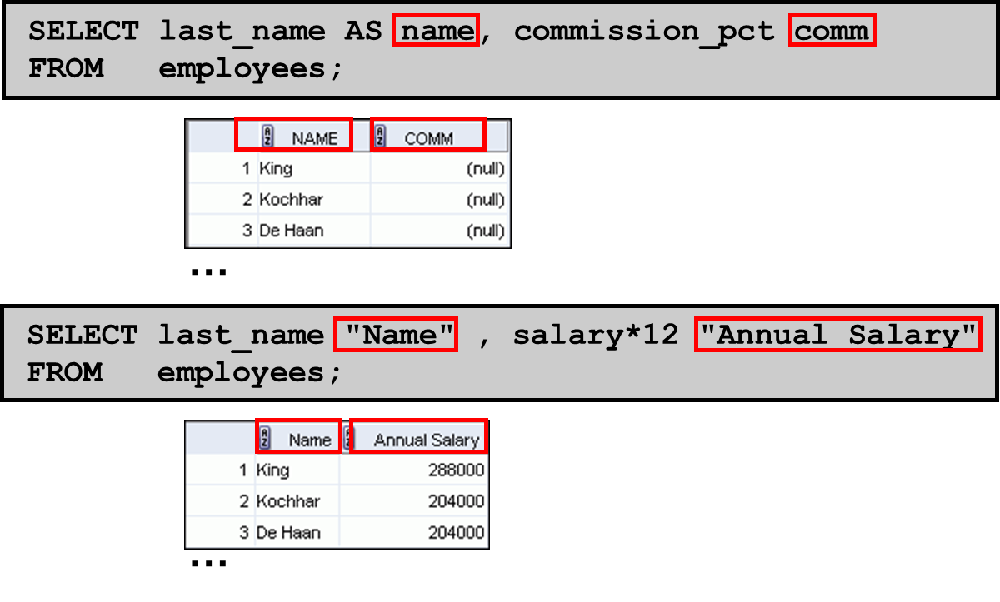 SELECT last_name AS name, commission_pct comm
FROM employees;
NAME COMM
1 King (null)
2 Kochhar (null)
3 De Haan (null)
...
SELECT last_name "Name" , salary*12 "Annual Salary"
FROM employees;
Name Annual Salary
1 King 288000
2 Kochhar 204000
3 De Haan 204000
...